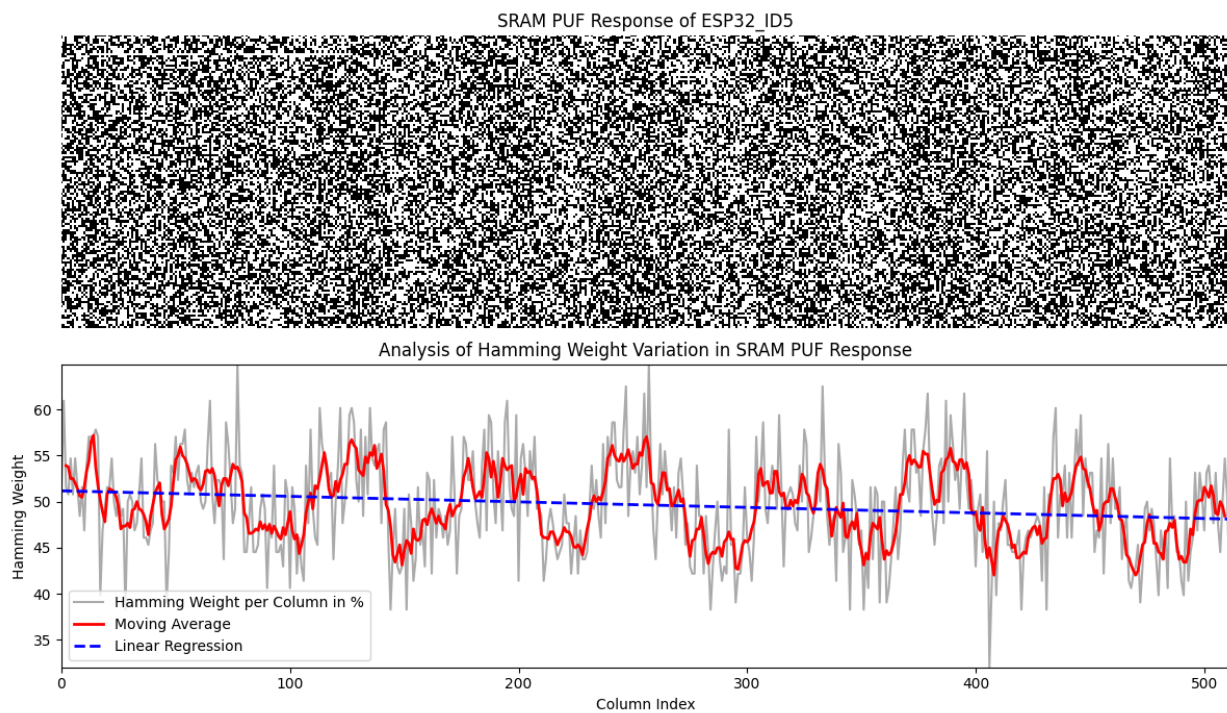 SRAM PUF Response of ESP32_ID5
Analysis of Hamming Weight Variation in SRAM PUF Response
Hamming Weight
60
55
50
45
40
35
Hamming Weight per Column in %
Moving Average
Linear Regression
0 100 200 300 400 500
Column Index